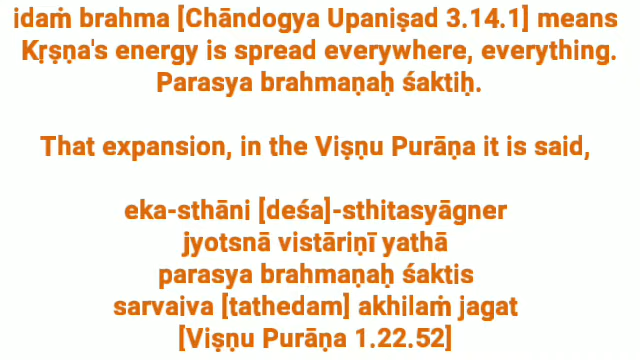 idaṁ brahma [Chāndogya Upaniṣad 3.14.1] means
Kṛṣṇa's energy is spread everywhere, everything.
Parasya brahmaṇaḥ śaktiḥ.
That expansion, in the Viṣṇu Purāṇa it is said,
eka-sthāni [deśa]-sthitasyāgner
jyotsnā vistāriṇī yathā
parasya brahmaṇaḥ śaktis
sarvaiva [tathedam] akhilaṁ jagat
[Viṣṇu Purāṇa 1.22.52]